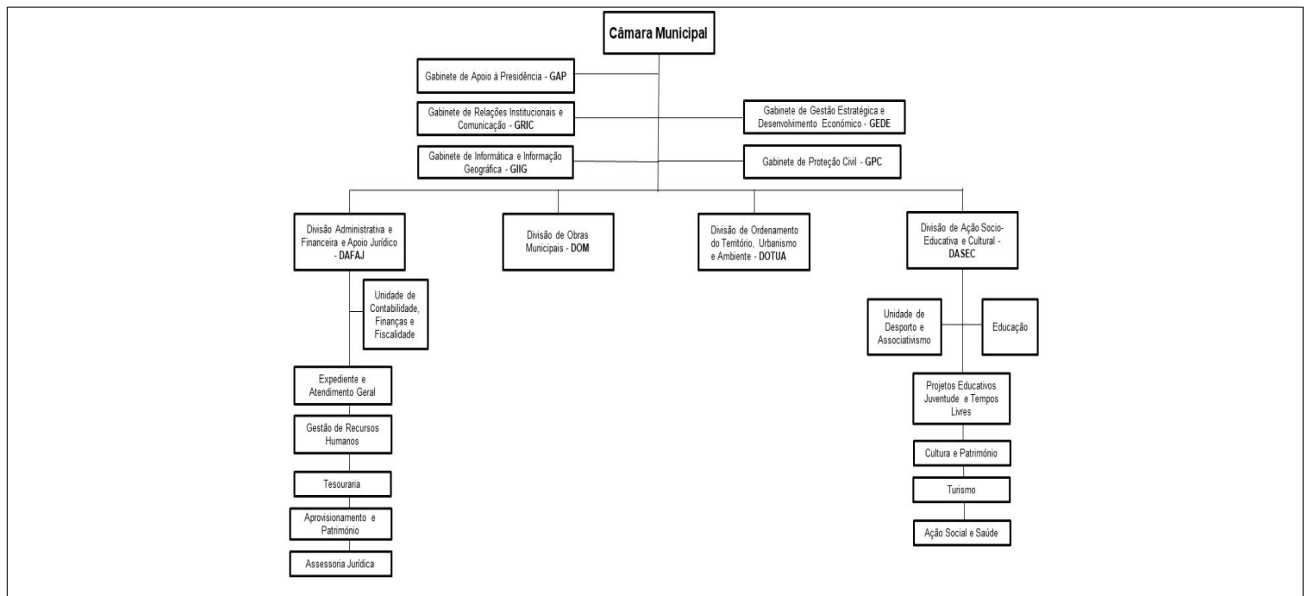 Câmara Municipal
Gabinete de Apoio à Presidência - GAP
Gabinete de Relações Institucionais e
Comunicação - GRIC
Gabinete de Gestão Estratégica e
Desenvolvimento Económico - GEDE
Gabinete de Informática e Informação
Geográfica - GIIG
Gabinete de Proteção Civil - GPC
Divisão Administrativa e
Financeira e Apoio Jurídico
- DAFAJ
Divisão de Obras
Municipais - DOM
Divisão de Ordenamento
do Território, Urbanismo
e Ambiente - DOTUA
Divisão de Ação Socio-
Educativa e Cultural -
DASEC
Unidade de
Contabilidade,
Finanças e
Fiscalidade
Unidade de
Desporto e
Associativismo
Educação
Expediente e
Atendimento Geral
Gestão de Recursos
Humanos
Tesouraria
Aprovisionamento e
Património
Assessoria Jurídica
Projetos Educativos
Juventude e Tempos
Livres
Cultura e Património
Turismo
Ação Social e Saúde